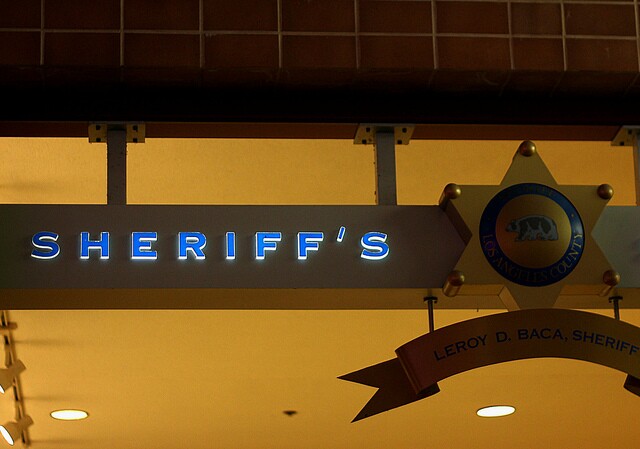 SHERIFF'S
LOS ANGELES COUNTY
LEROY D. BACA, SHERIFF